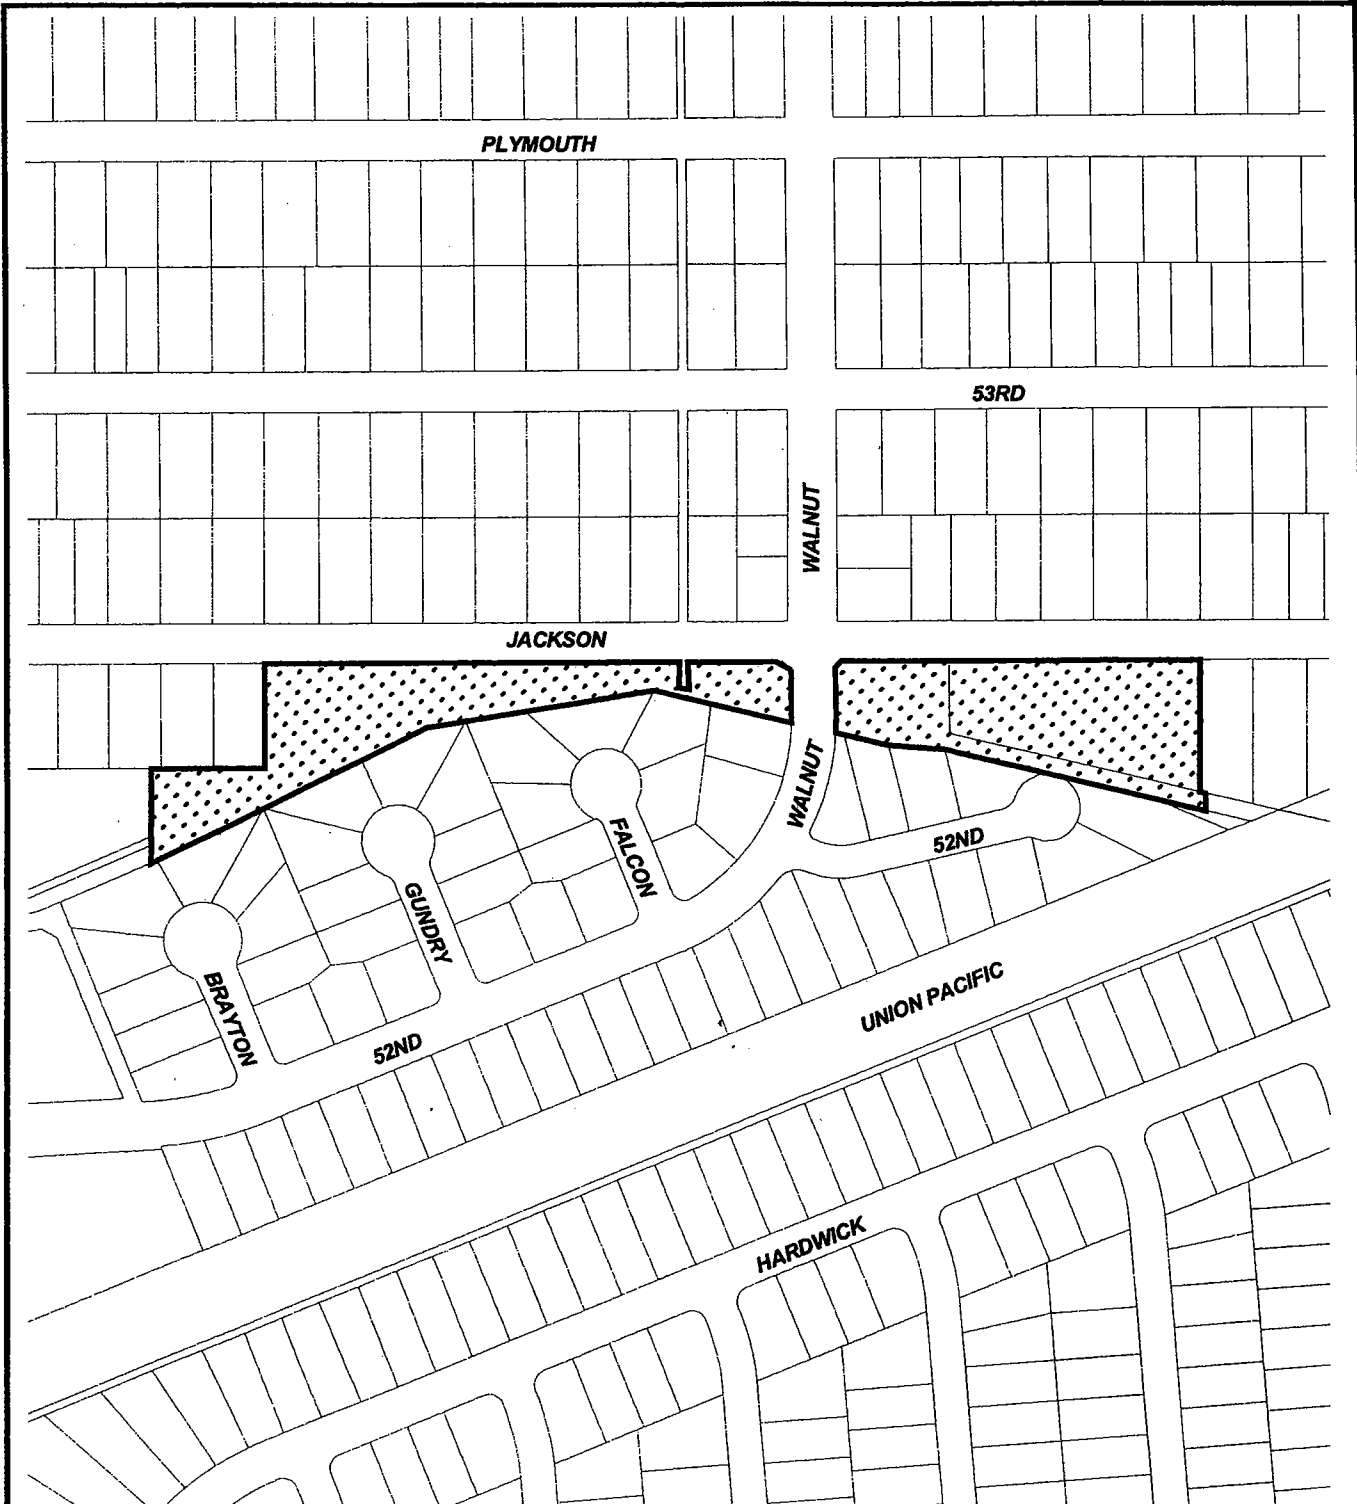 PLYMOUTH
53RD
WALNUT
JACKSON
WALNUT
52ND
FALCON
GUNDRY
BRAYTON
52ND
UNION PACIFIC
HARDWICK